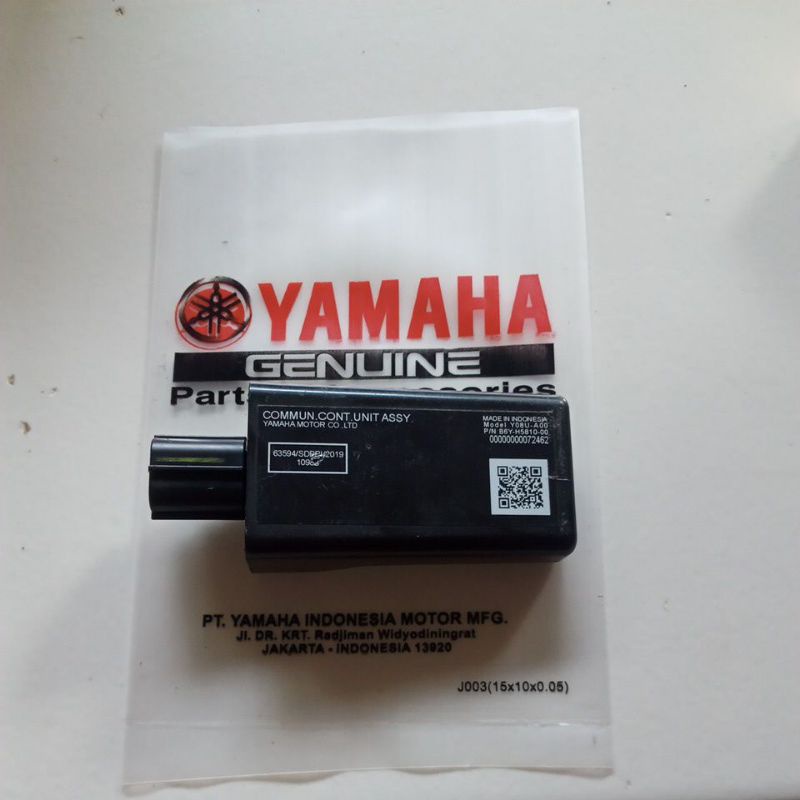 YAMAHA
GENUINE
Parts
COMMUN.CONT.UNIT ASSY
YAMAHA MOTOR CO.,LTD
MADE IN INDONESIA
Model Y08U-A00
P/N B6Y-H5810-00
00000000072462
PT. YAMAHA INDONESIA MOTOR MFG.
Jl. DR. KRT. Radjiman Widyodiningrat
JAKARTA - INDONESIA 13920
J003(15x10x0.05)